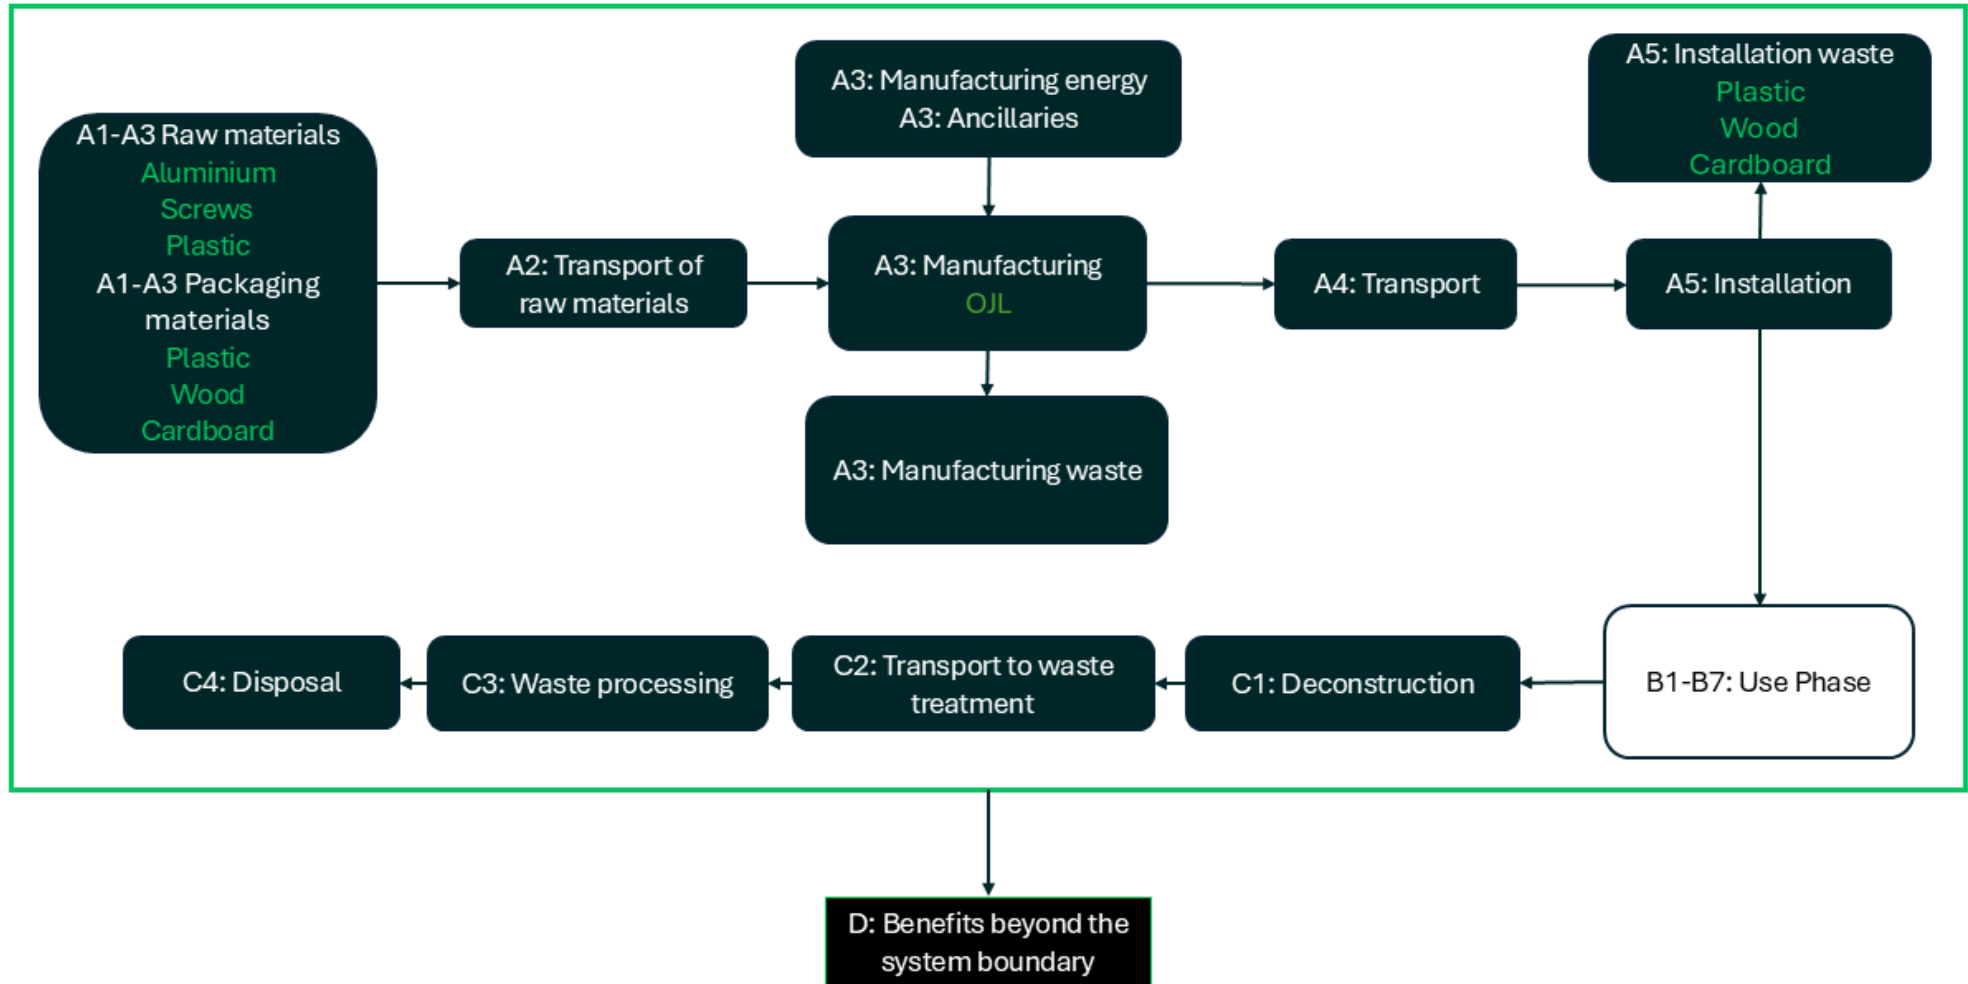 A1-A3 Raw materials
Aluminium
Screws
Plastic
A1-A3 Packaging
materials
Plastic
Wood
Cardboard
A2: Transport of
raw materials
A3: Manufacturing energy
A3: Ancillaries
A3: Manufacturing
OJL
A3: Manufacturing waste
A4: Transport
A5: Installation
A5: Installation waste
Plastic
Wood
Cardboard
B1-B7: Use Phase
C1: Deconstruction
C2: Transport to waste
treatment
C3: Waste processing
C4: Disposal
D: Benefits beyond the
system boundary